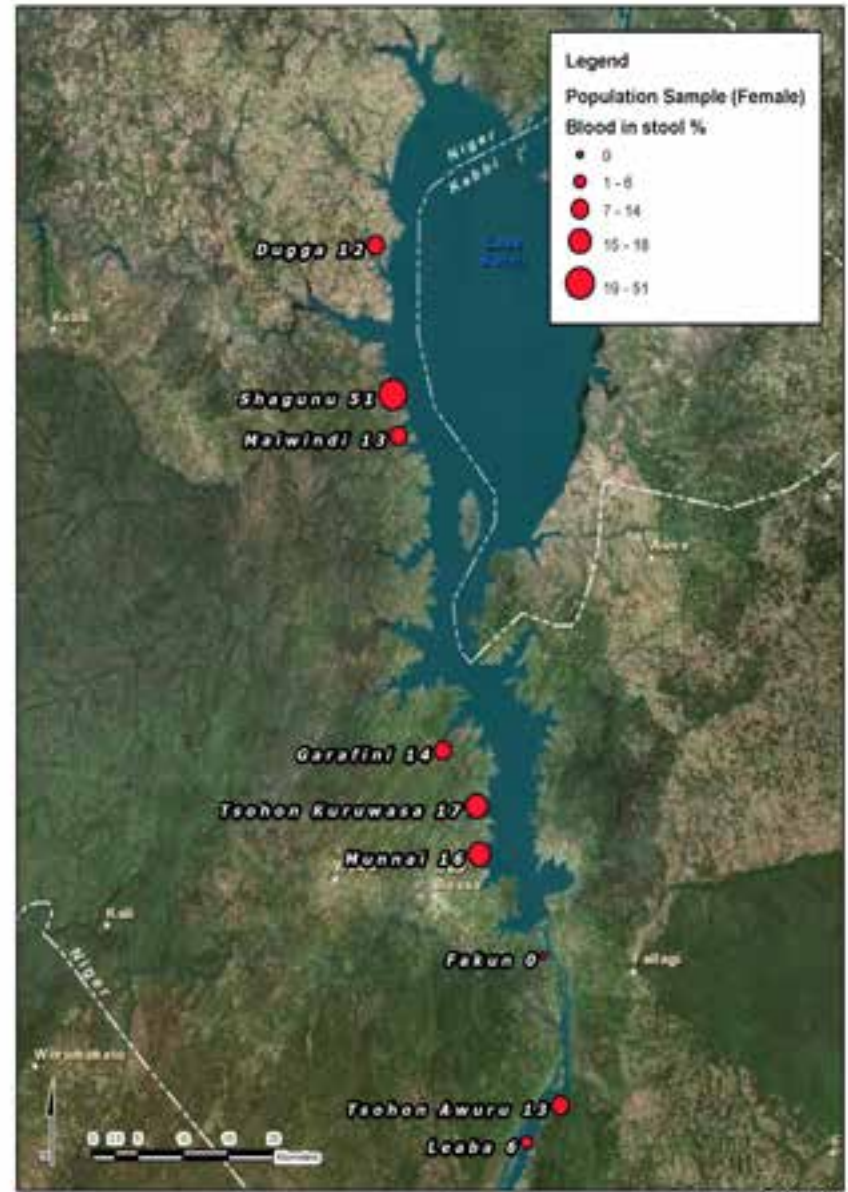 Legend
Population Sample (Female)
Blood in stool %
0
1 - 6
7 - 14
15 - 18
19 - 51
Niger
Kebbi
Lake
Dugga 12
Shagunu 51
Malwindi 13
Garafini 14
Tsohon Kuruwasa 17
Munnai 16
Fakun 0
Kali
Niger
Tsohon Awuru 13
Leaba 6